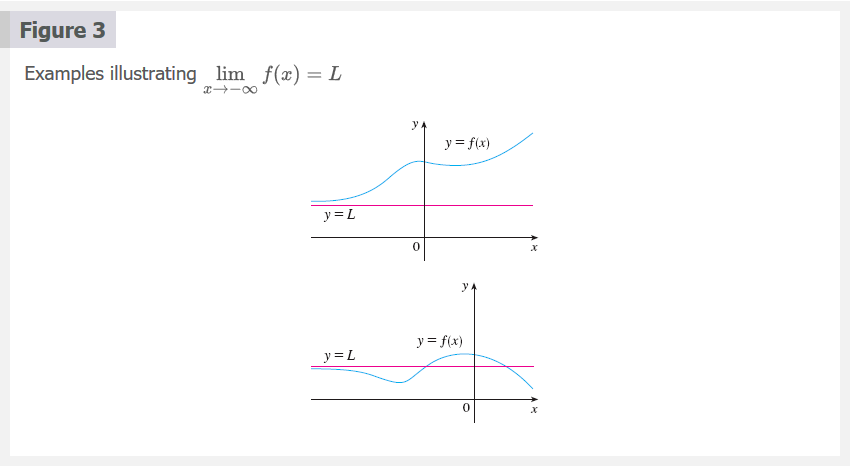 Figure 3
Examples illustrating lim f(x) = L
x→−∞
y
y = f(x)
y = L
0
x
y
y = f(x)
y = L
0
x